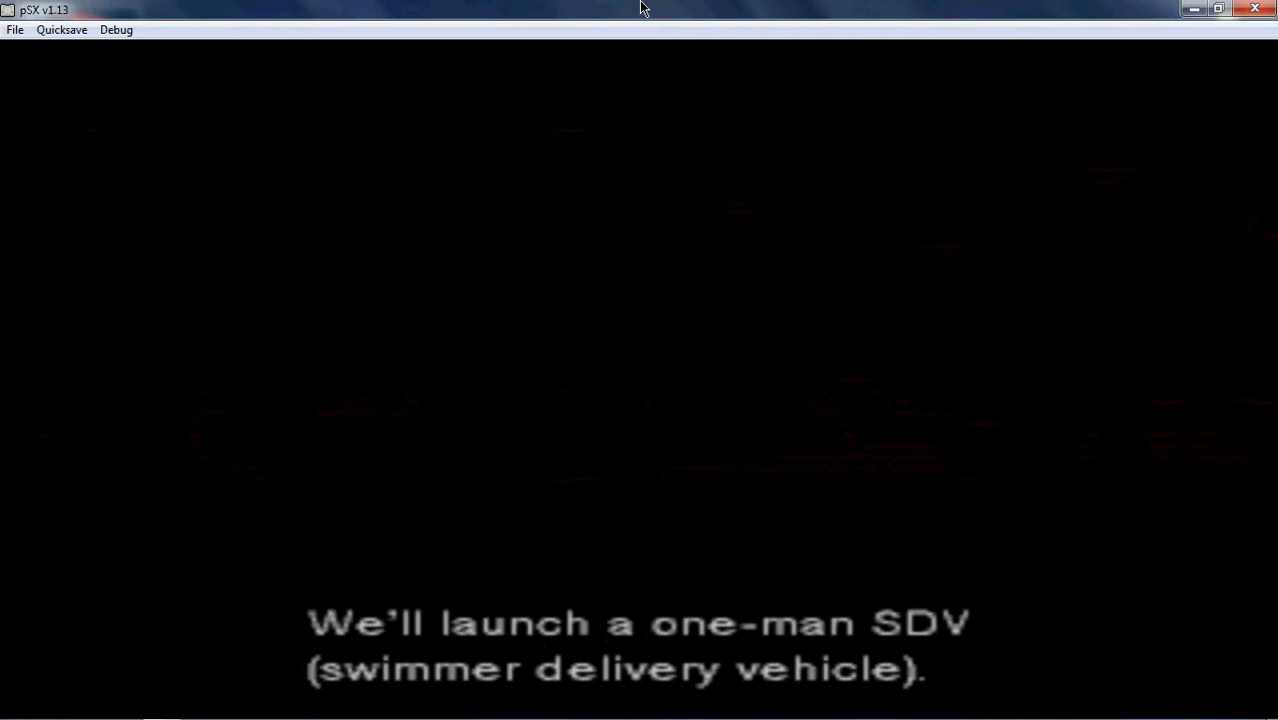 pSX v1.13
File Quicksave Debug
We'll launch a one-man SDV
(swimmer delivery vehicle).